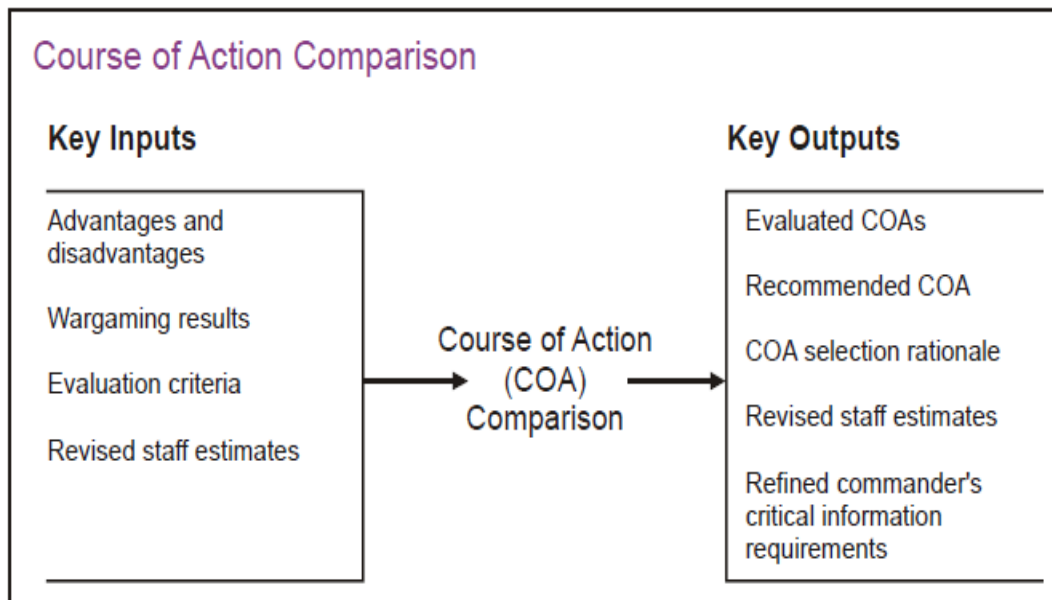 Course of Action Comparison
Key Inputs
Advantages and
disadvantages
Wargaming results
Evaluation criteria
Revised staff estimates
Course of Action
(COA)
Comparison
Key Outputs
Evaluated COAs
Recommended COA
COA selection rationale
Revised staff estimates
Refined commander's
critical information
requirements